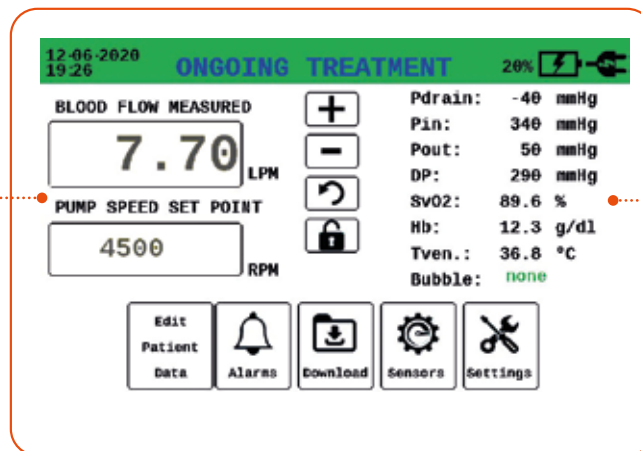 12-06-2020
19:26
ONGOING TREATMENT
20%
BLOOD FLOW MEASURED
7.70 LPM
PUMP SPEED SET POINT
4500 RPM
Pdrain: -40 mmHg
Pin: 340 mmHg
Pout: 50 mmHg
DP: 290 mmHg
SvO2: 89.6 %
Hb: 12.3 g/dl
Tven.: 36.8 °C
Bubble: none
Edit
Patient
Data
Alarms
Download
Sensors
Settings